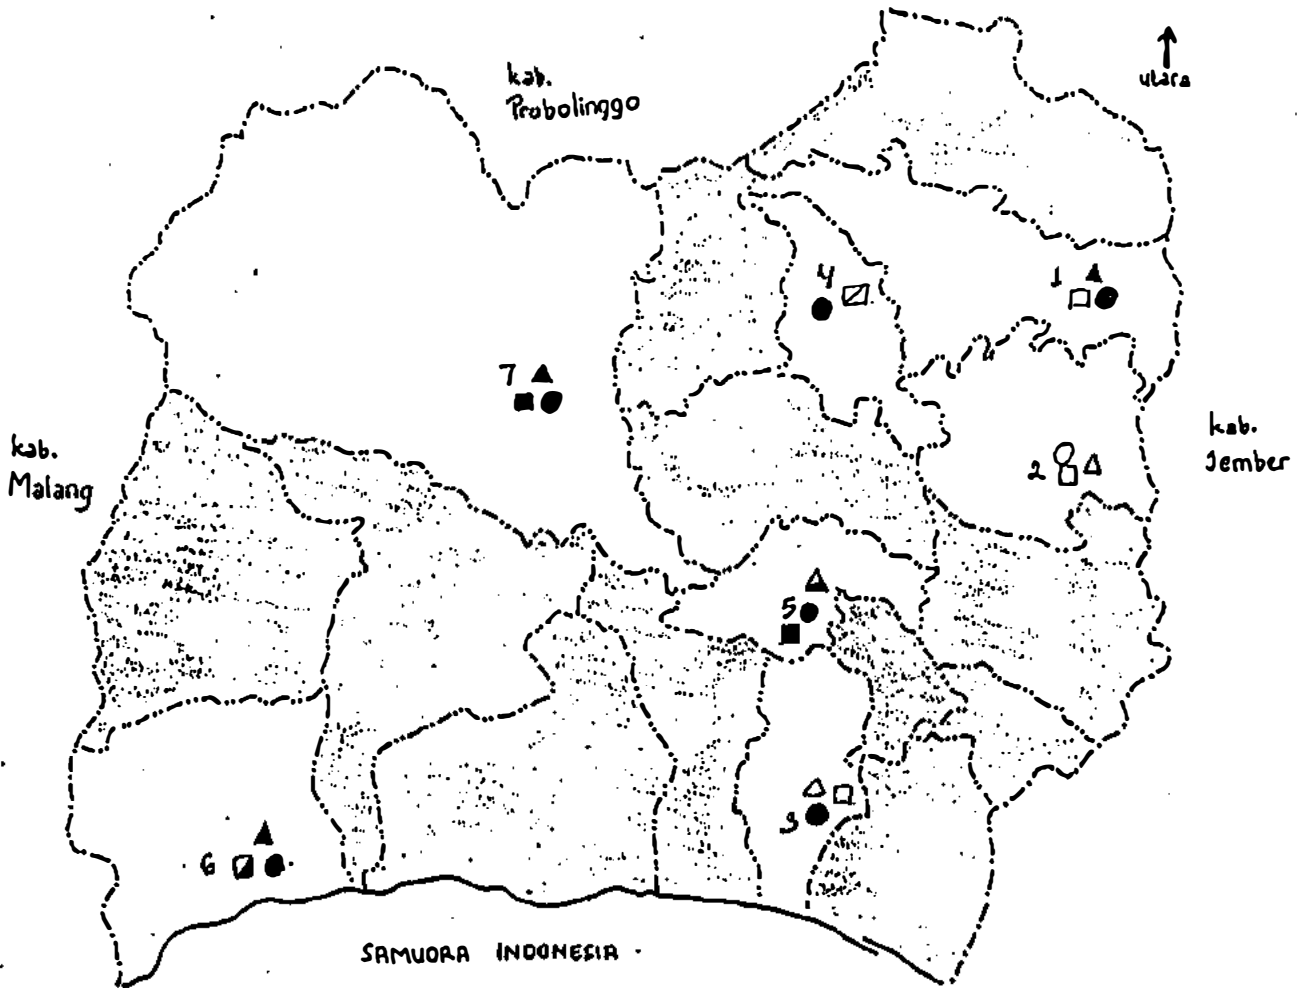 kab.
Probolinggo
utara
4
1
7
kab.
Malang
kab.
Jember
2
5
3
6
SAMUDRA INDONESIA